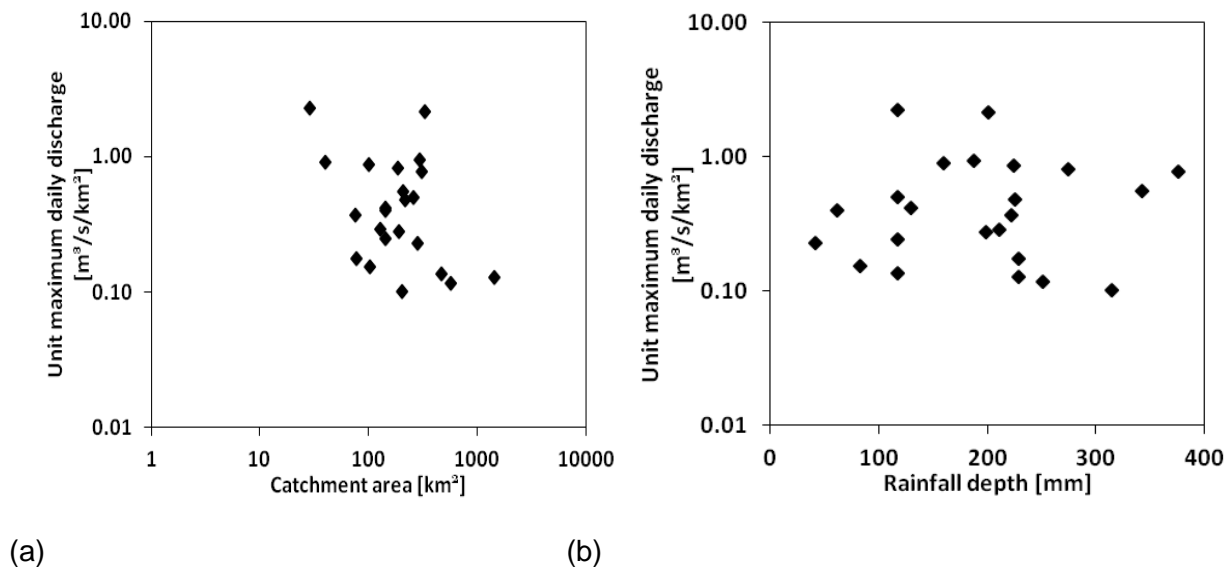 Unit maximum daily discharge
[m³/s/km²]
10.00
1.00
0.10
0.01
1
10
100
1000
10000
Catchment area [km²]
(a)
Unit maximum daily discharge
[m³/s/km²]
10.00
1.00
0.10
0.01
0
100
200
300
400
Rainfall depth [mm]
(b)